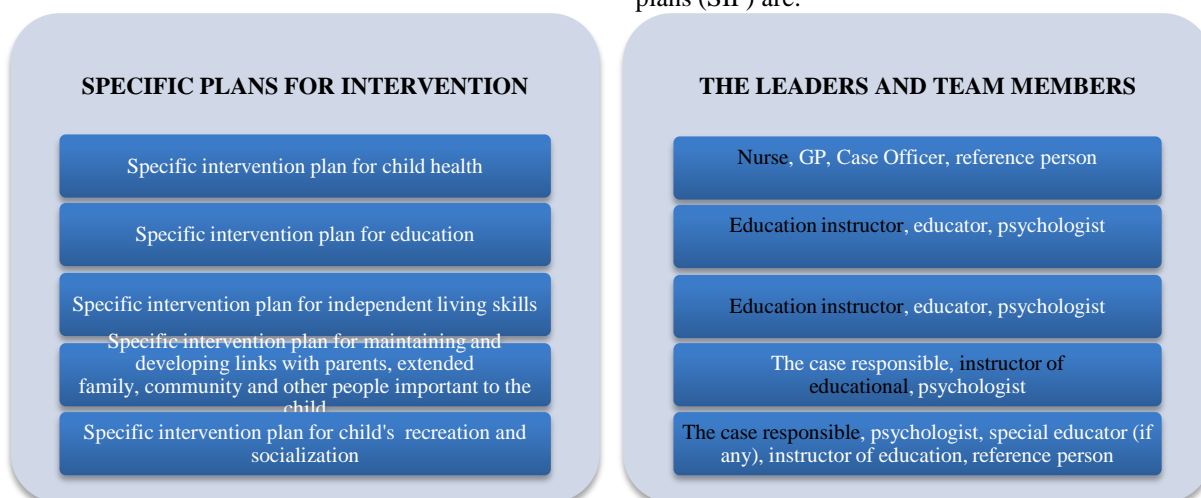 plans (SIP) are:
SPECIFIC PLANS FOR INTERVENTION
Specific intervention plan for child health
Specific intervention plan for education
Specific intervention plan for independent living skills
Specific intervention plan for maintaining and
developing links with parents, extended
family, community and other people important to the
child
Specific intervention plan for child's recreation and
socialization
THE LEADERS AND TEAM MEMBERS
Nurse, GP, Case Officer, reference person
Education instructor, educator, psychologist
Education instructor, educator, psychologist
The case responsible, instructor of
educational, psychologist
The case responsible, psychologist, special educator (if
any), instructor of education, reference person